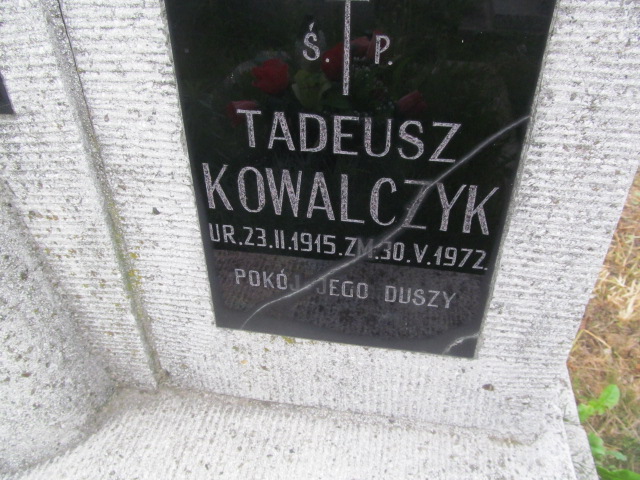 Ś. P.
TADEUSZ
KOWALCZYK
UR.23.II.1915.ZM.30.V.1972.
POKÓJ JEGO DUSZY